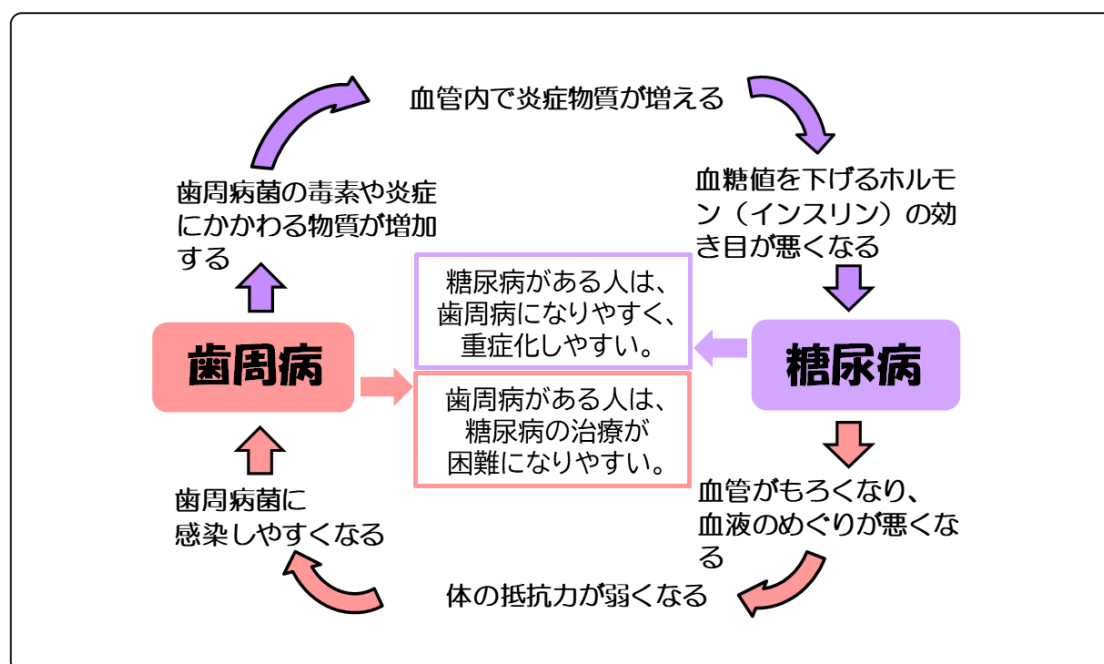 血管内で炎症物質が増える
歯周病菌の毒素や炎症
にかかわる物質が増加
する
血糖値を下げるホルモ
ン（インスリン）の効
き目が悪くなる
糖尿病がある人は、
歯周病になりやすく、
重症化しやすい。
歯周病
糖尿病
歯周病がある人は、
糖尿病の治療が
困難になりやすい。
歯周病菌に
感染しやすくなる
血管がもろくなり、
血液のめぐりが悪くな
る
体の抵抗力が弱くなる